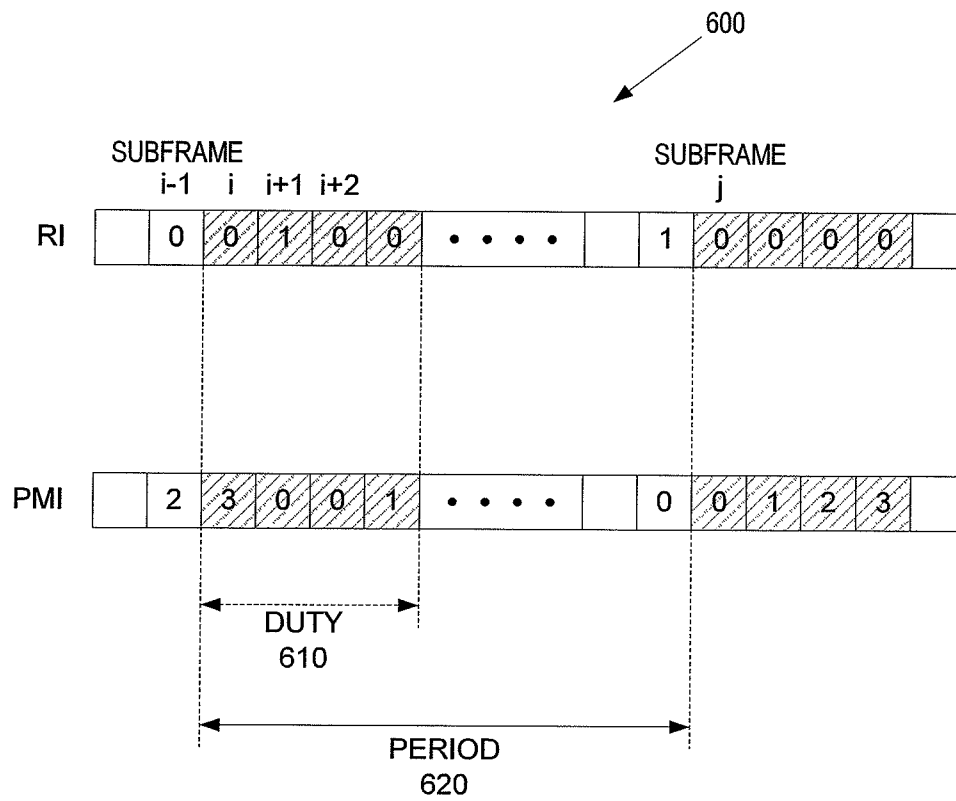 600
SUBFRAME SUBFRAME
i-1 i i+1 i+2 j
RI 0 0 1 0 0 • • • • 1 0 0 0 0
PMI 2 3 0 0 1 • • • • 0 0 1 2 3
DUTY
610
PERIOD
620